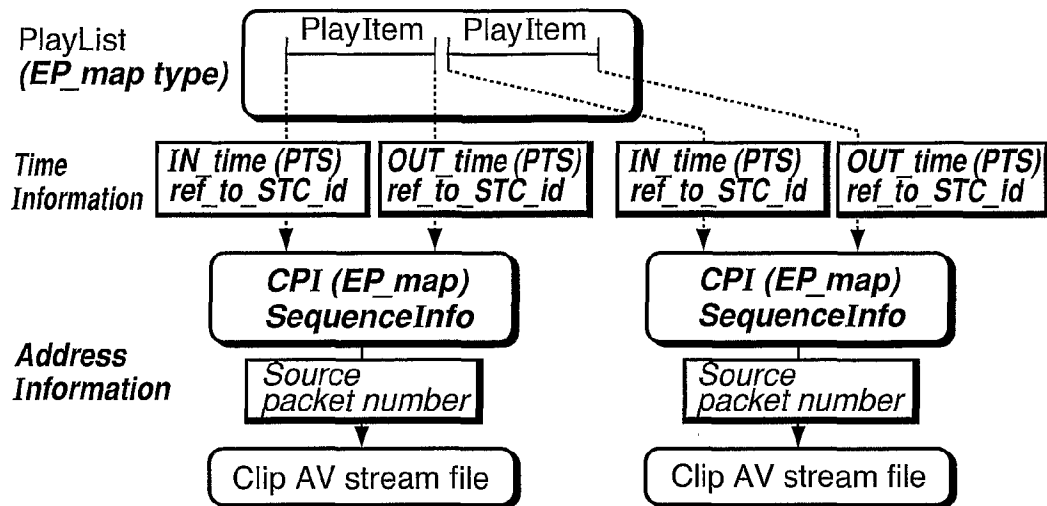 PlayList
(EP_map type)
PlayItem PlayItem
Time
Information
IN_time (PTS)
ref_to_STC_id
OUT_time (PTS)
ref_to_STC_id
IN_time (PTS)
ref_to_STC_id
OUT_time (PTS)
ref_to_STC_id
CPI (EP_map)
SequenceInfo
CPI (EP_map)
SequenceInfo
Address
Information
Source
packet number
Source
packet number
Clip AV stream file
Clip AV stream file